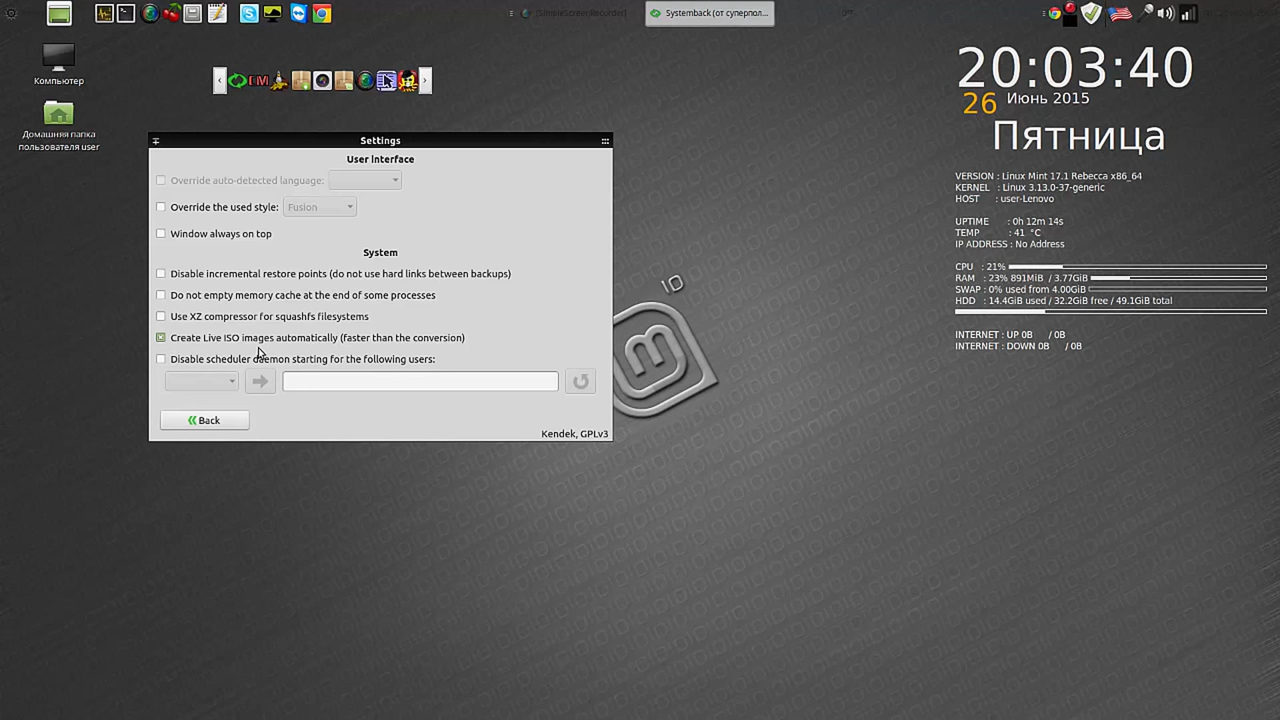 [SimpleScreenRecorder]
Systemback (от суперпол...
Компьютер
Домашняя папка
пользователя user
Settings
User interface
Override auto-detected language:
Override the used style: Fusion
Window always on top
System
Disable incremental restore points (do not use hard links between backups)
Do not empty memory cache at the end of some processes
Use XZ compressor for squashfs filesystems
Create Live ISO images automatically (faster than the conversion)
Disable scheduler daemon starting for the following users:
Back
Kendek, GPLv3
20:03:40
26 Июнь 2015
Пятница
VERSION : Linux Mint 17.1 Rebecca x86_64
KERNEL : Linux 3.13.0-37-generic
HOST : user-Lenovo
UPTIME : 0h 12m 14s
TEMP : 41 °C
IP ADDRESS : No Address
CPU : 21%
RAM : 23% 891MiB / 3.77GiB
SWAP : 0% used from 4.00GiB
HDD : 14.4GiB used / 32.2GiB free / 49.1GiB total
INTERNET : UP 0B / 0B
INTERNET : DOWN 0B / 0B